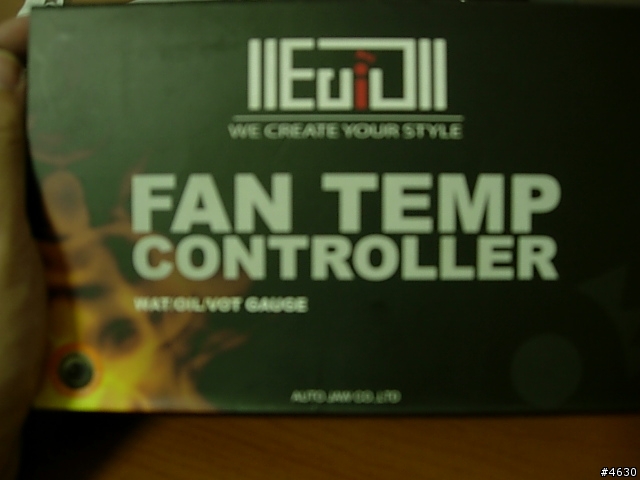 WE CREATE YOUR STYLE
FAN TEMP
CONTROLLER
WAT/OIL/VOT GAUGE
AUTO JAW CO.,LTD
#4630